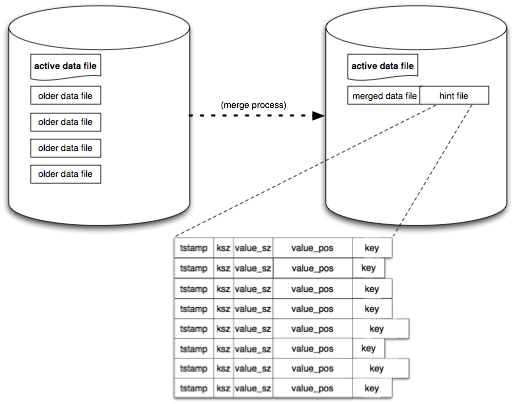 active data file
older data file
older data file
older data file
older data file
(merge process)
active data file
merged data file hint file
tstamp ksz value_sz value_pos key
tstamp ksz value_sz value_pos key
tstamp ksz value_sz value_pos key
tstamp ksz value_sz value_pos key
tstamp ksz value_sz value_pos key
tstamp ksz value_sz value_pos key
tstamp ksz value_sz value_pos key
tstamp ksz value_sz value_pos key